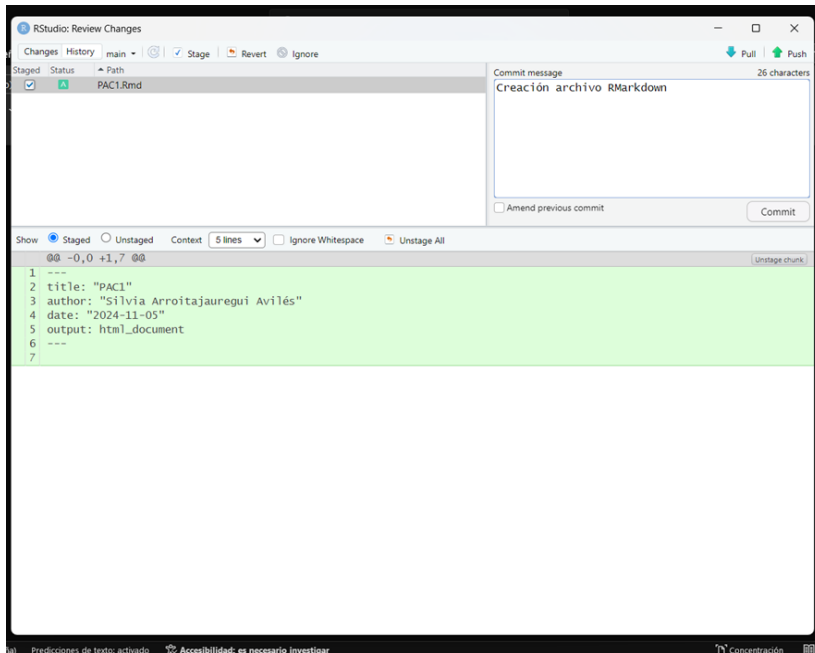 RStudio: Review Changes
Changes History main Stage Revert Ignore Pull Push
Staged Status Path
A PAC1.Rmd
Commit message 26 characters
Creación archivo RMarkdown
Amend previous commit Commit
Show Staged Unstaged Context 5 lines Ignore Whitespace Unstage All
@@ -0,0 +1,7 @@ Unstage chunk
1 ---
2 title: "PAC1"
3 author: "Silvia Arroitajauregui Avilés"
4 date: "2024-11-05"
5 output: html_document
6 ---
7
Predicciones de texto: activado Accesibilidad: es necesario investigar Concentración